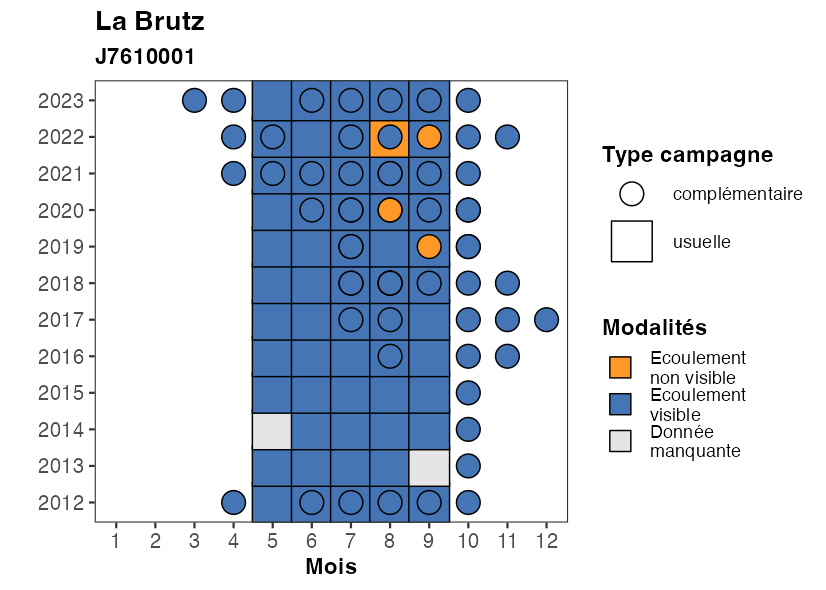 La Brutz
J7610001
2023
2022
2021
2020
2019
2018
2017
2016
2015
2014
2013
2012
1 2 3 4 5 6 7 8 9 10 11 12
Mois
Type campagne
complémentaire
usuelle
Modalités
Ecoulement
non visible
Ecoulement
visible
Donnée
manquante